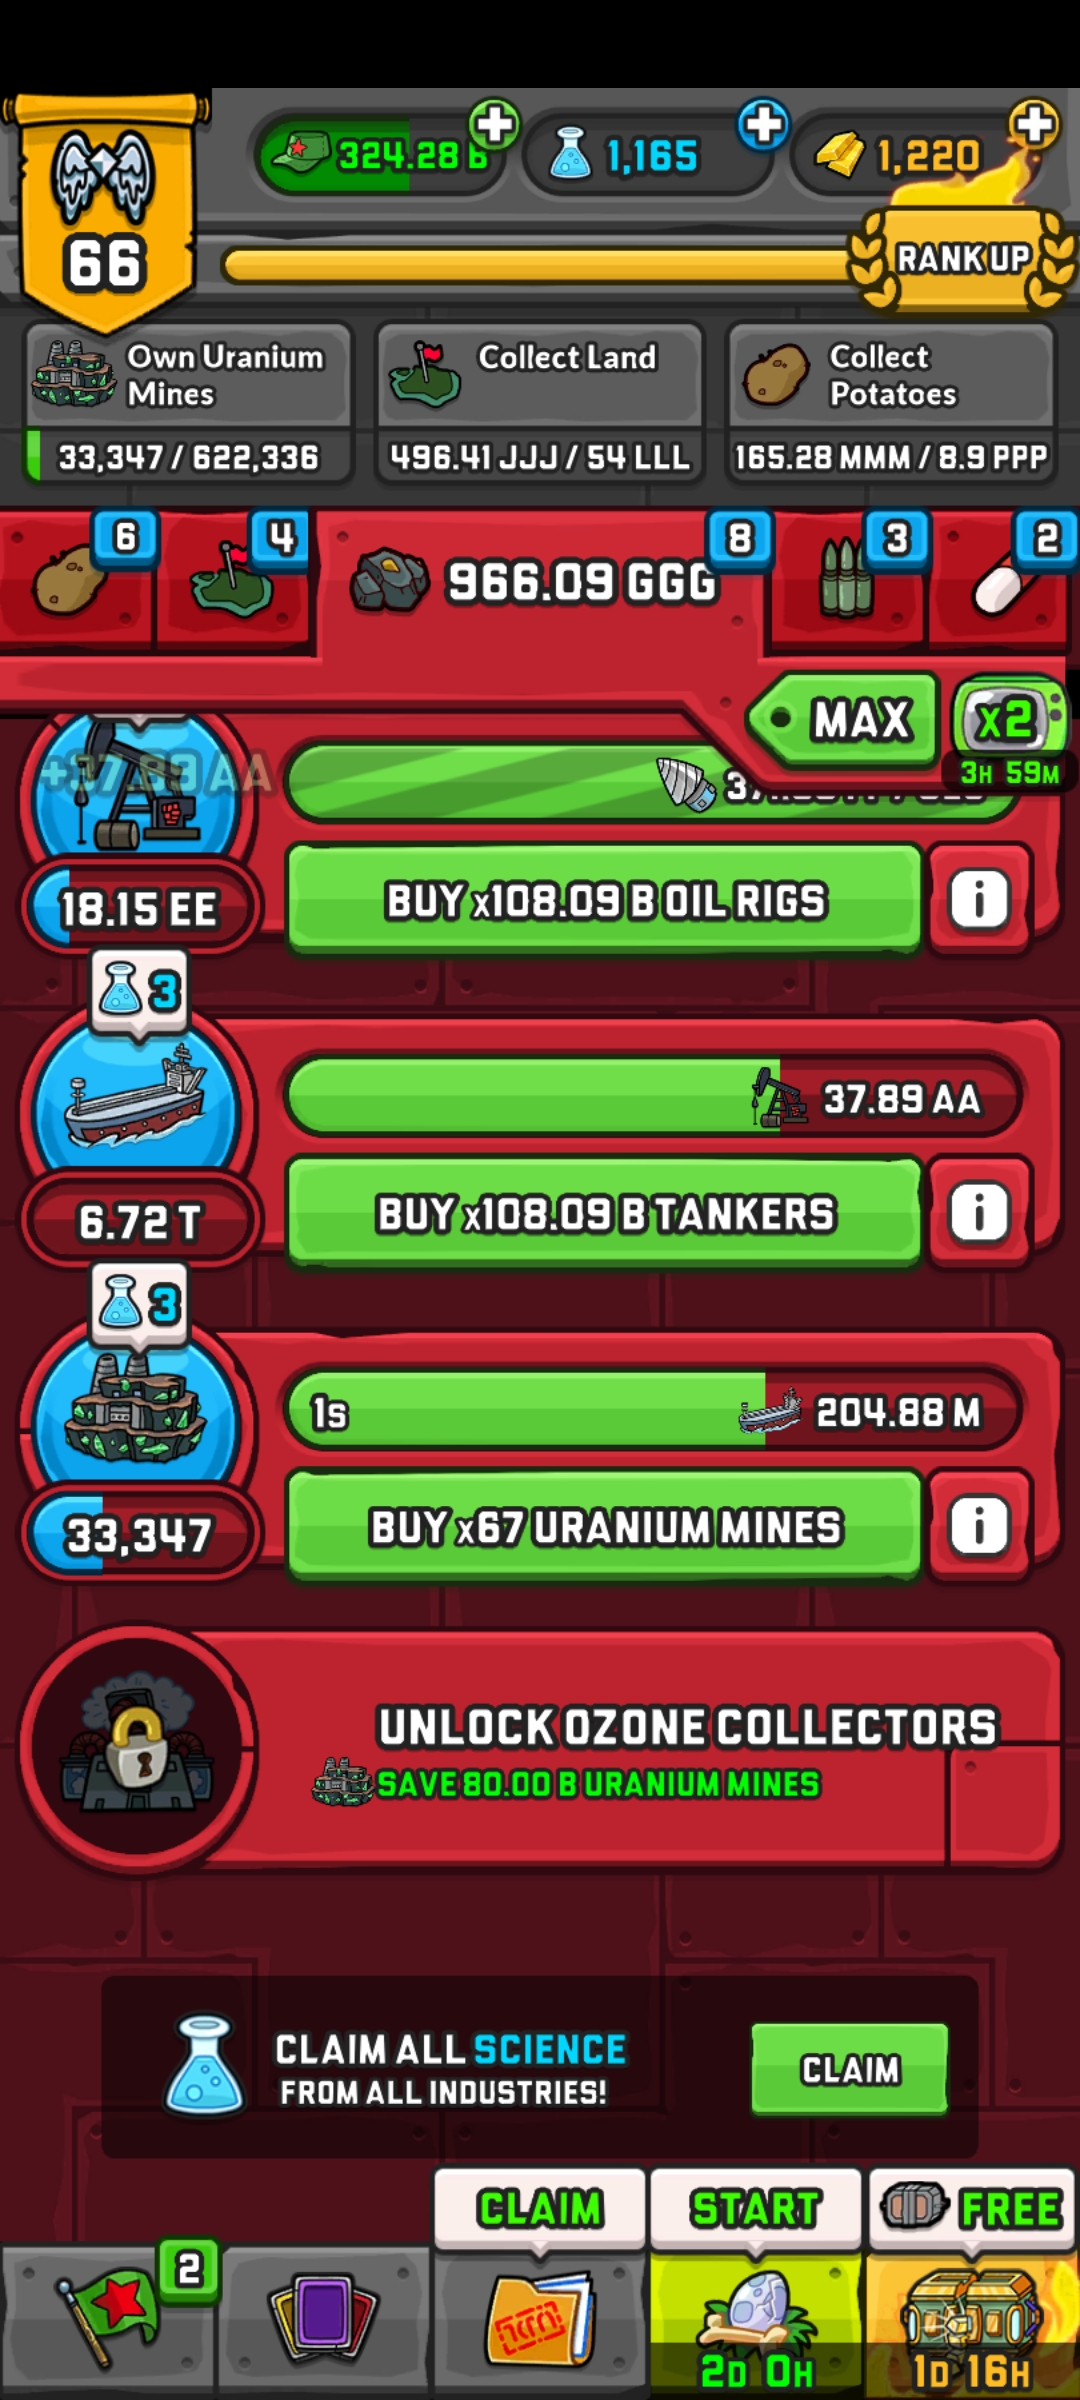 66
324.28 B
1,165
1,220
RANK UP
Own Uranium
Mines
33,347 / 622,336
Collect Land
496.41 JJJ / 54 LLL
Collect
Potatoes
165.28 MMM / 8.9 PPP
6
4
966.09 GGG
8
3
2
MAX
x2
3H 59M
+37.89 AA
18.15 EE
BUY x108.09 B OIL RIGS
i
3
37.89 AA
6.72 T
BUY x108.09 B TANKERS
i
3
1s
204.88 M
33,347
BUY x67 URANIUM MINES
i
UNLOCK OZONE COLLECTORS
SAVE 80.00 B URANIUM MINES
CLAIM ALL SCIENCE
FROM ALL INDUSTRIES!
CLAIM
CLAIM
START
FREE
2
2D 0H
1D 16H